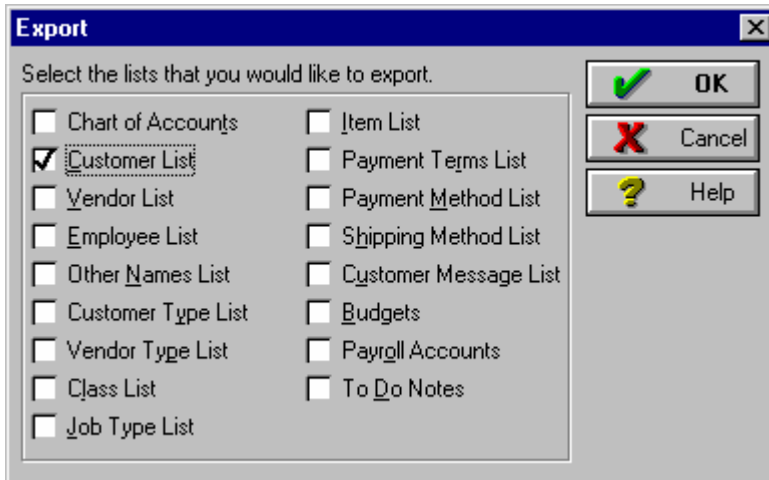 Export
Select the lists that you would like to export.
Chart of Accounts
Customer List
Vendor List
Employee List
Other Names List
Customer Type List
Vendor Type List
Class List
Job Type List
Item List
Payment Terms List
Payment Method List
Shipping Method List
Customer Message List
Budgets
Payroll Accounts
To Do Notes
OK
Cancel
Help